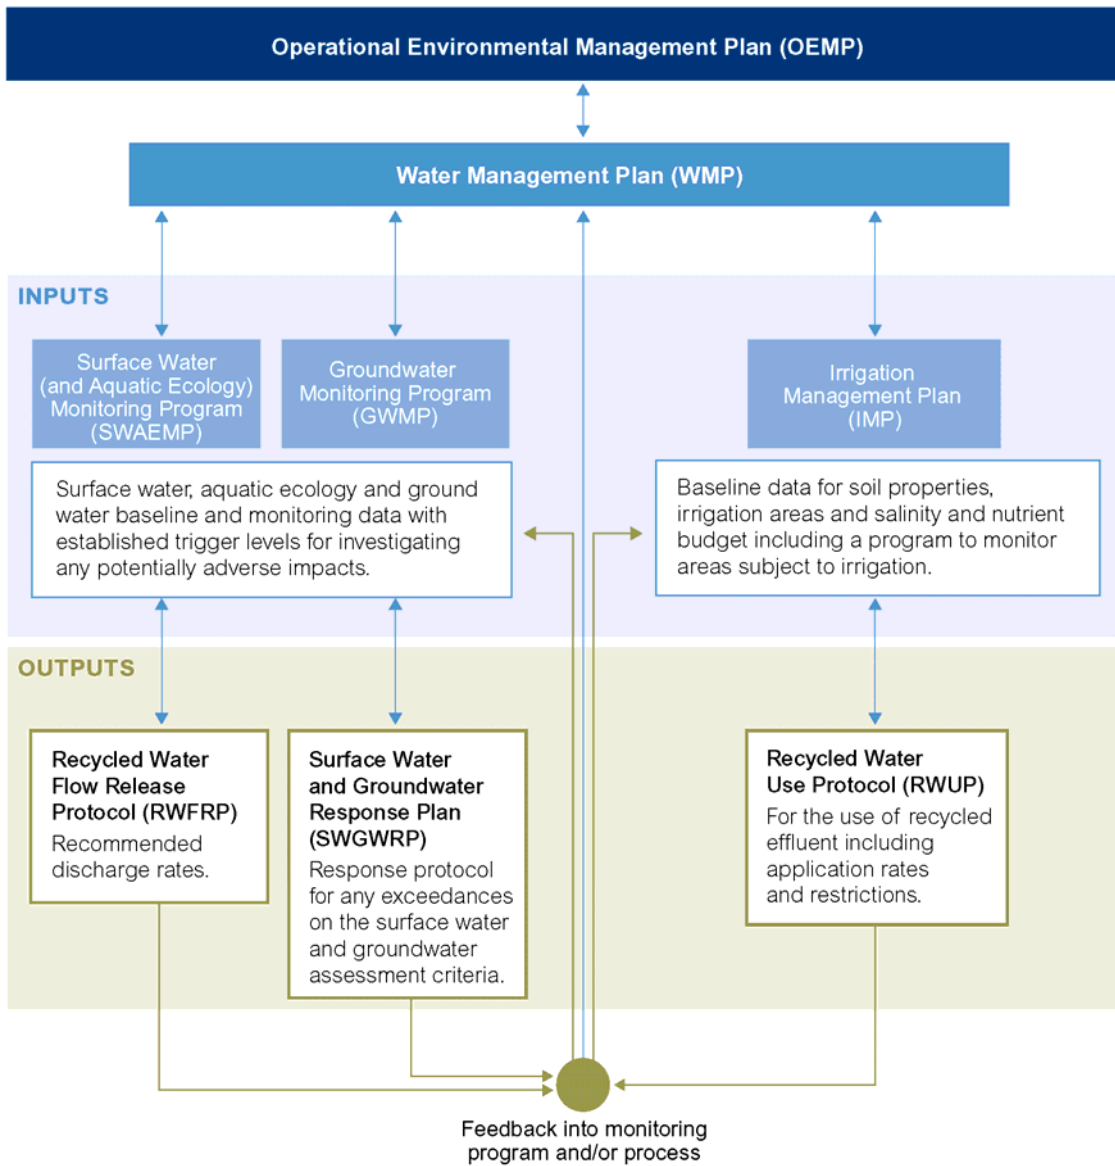 Operational Environmental Management Plan (OEMP)
Water Management Plan (WMP)
INPUTS
Surface Water
(and Aquatic Ecology)
Monitoring Program
(SWAEMP)
Groundwater
Monitoring Program
(GWMP)
Irrigation
Management Plan
(IMP)
Surface water, aquatic ecology and ground
water baseline and monitoring data with
established trigger levels for investigating
any potentially adverse impacts.
Baseline data for soil properties,
irrigation areas and salinity and nutrient
budget including a program to monitor
areas subject to irrigation.
OUTPUTS
Recycled Water
Flow Release
Protocol (RWFRP)
Recommended
discharge rates.
Surface Water
and Groundwater
Response Plan
(SWGWRP)
Response protocol
for any exceedances
on the surface water
and groundwater
assessment criteria.
Recycled Water
Use Protocol (RWUP)
For the use of recycled
effluent including
application rates
and restrictions.
Feedback into monitoring
program and/or process